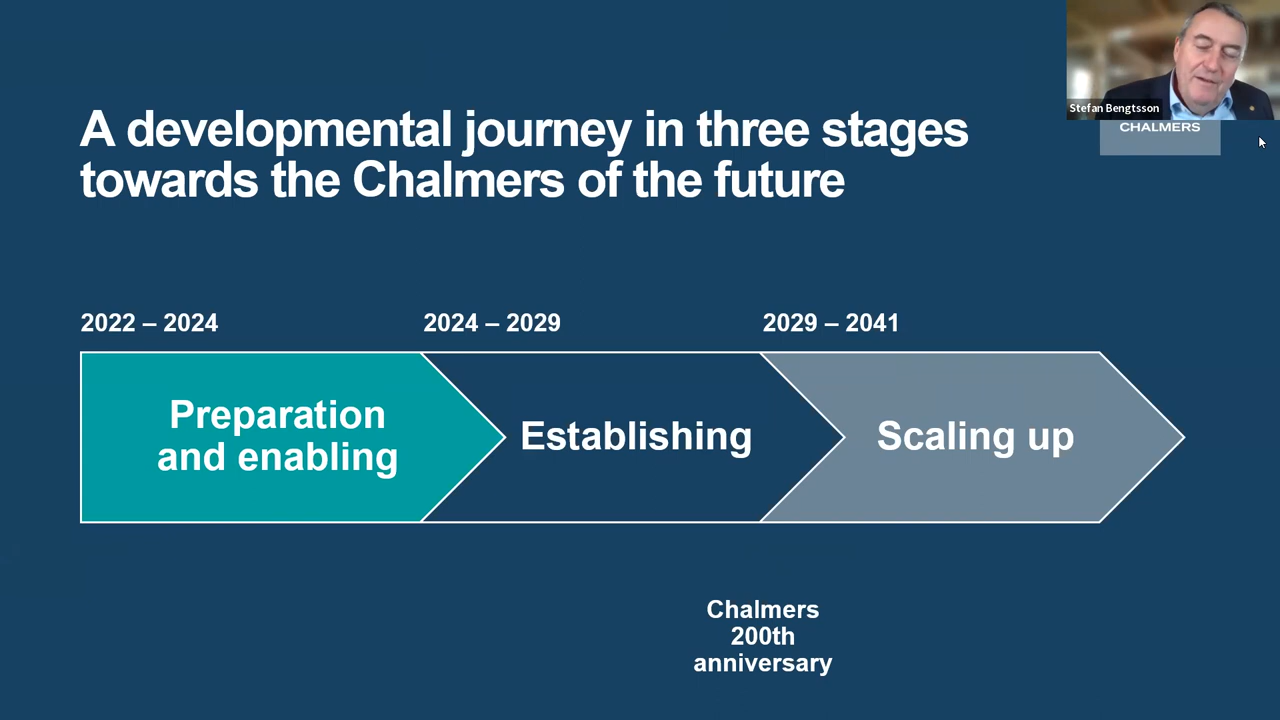 Stefan Bengtsson
CHALMERS
A developmental journey in three stages
towards the Chalmers of the future
2022 – 2024
2024 – 2029
2029 – 2041
Preparation
and enabling
Establishing
Scaling up
Chalmers
200th
anniversary